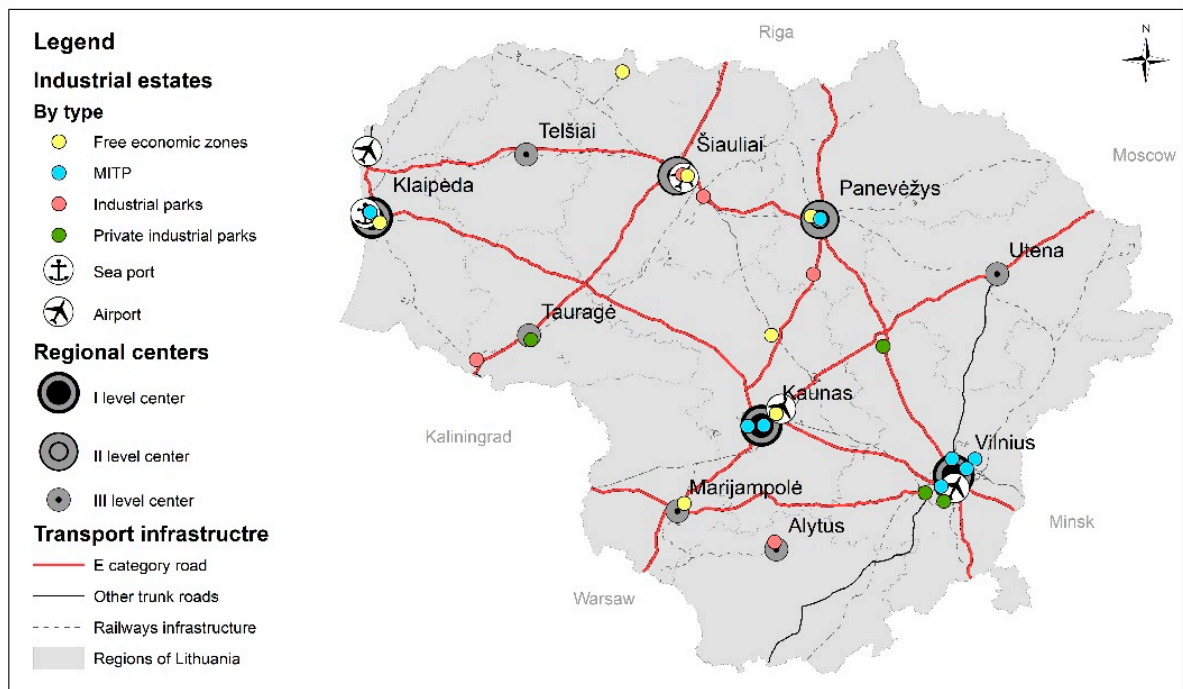 Legend
Industrial estates
By type
Free economic zones
MITP
Industrial parks
Private industrial parks
Sea port
Airport
Regional centers
I level center
II level center
III level center
Transport infrastructre
E category road
Other trunk roads
Railways infrastructure
Regions of Lithuania
Riga
N
Telšiai
Šiauliai
Moscow
Klaipėda
Panevėžys
Utena
Tauragė
Kaunas
Kaliningrad
Vilnius
Marijampolė
Alytus
Minsk
Warsaw